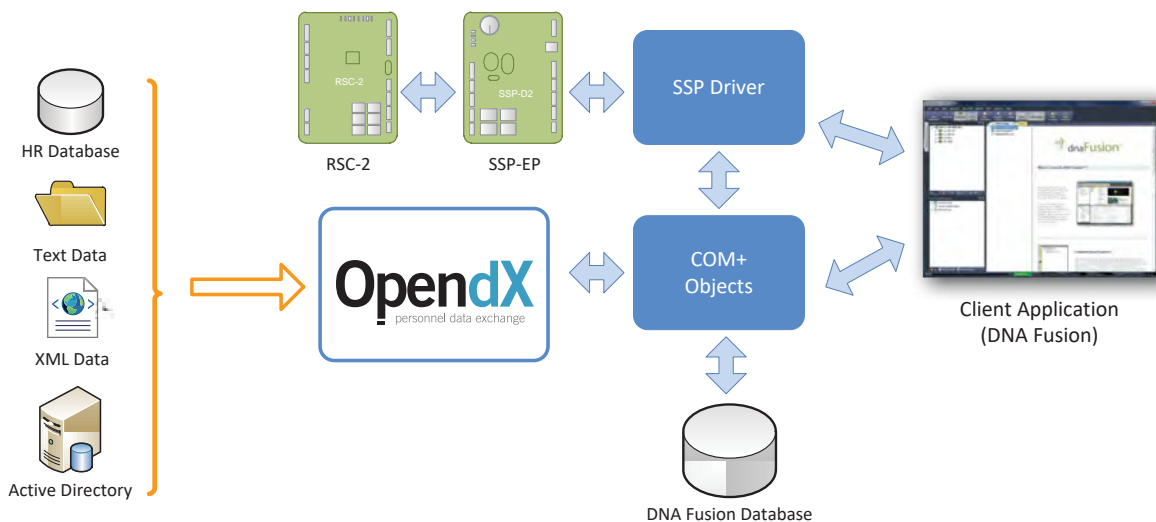 HR Database
Text Data
XML Data
Active Directory
RSC-2
RSC-2
SSP-D2
SSP-EP
SSP Driver
OpendX
personnel data exchange
COM+
Objects
DNA Fusion Database
dnaFusion
Client Application
(DNA Fusion)